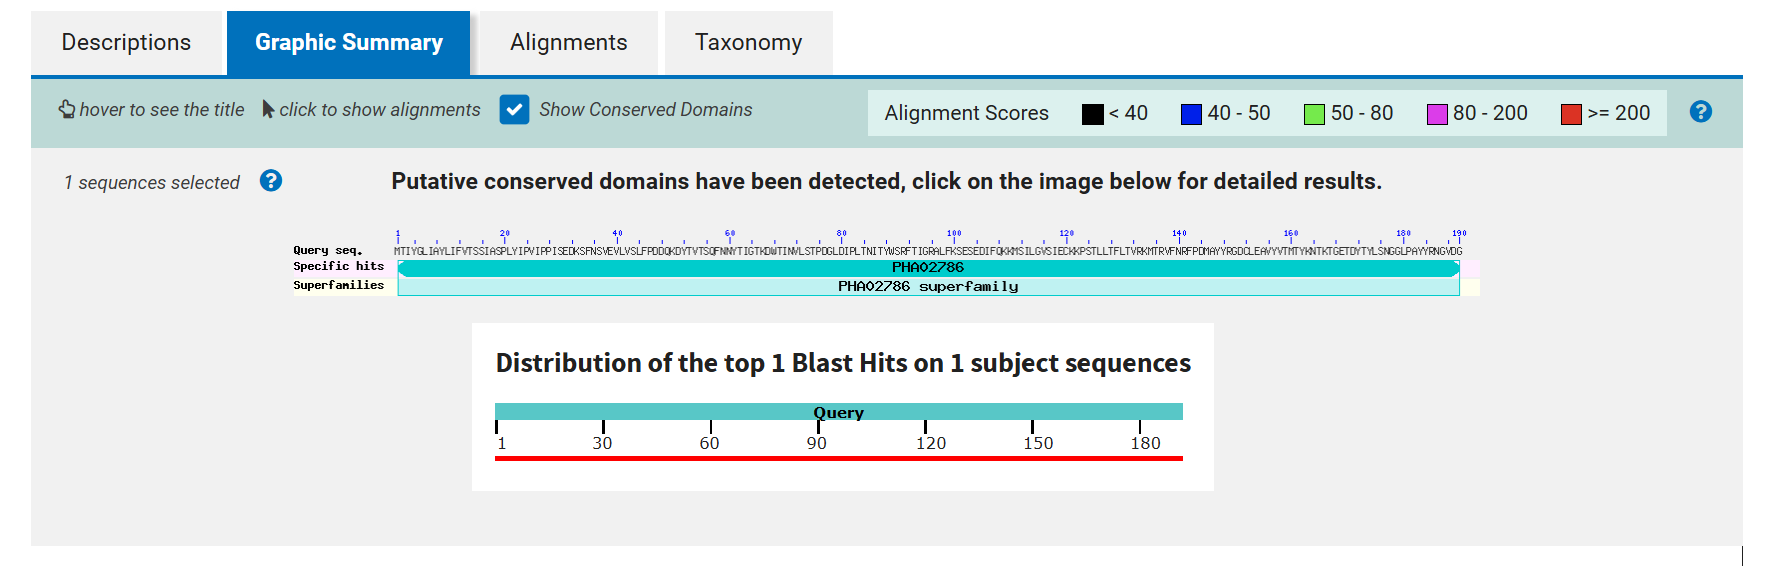 Descriptions Graphic Summary Alignments Taxonomy
hover to see the title click to show alignments Show Conserved Domains Alignment Scores < 40 40 - 50 50 - 80 80 - 200 >= 200 ?
1 sequences selected ? Putative conserved domains have been detected, click on the image below for detailed results.
1 20 40 60 80 100 120 140 160 180 190
Query seq. MTIYGLIAYLIFVTSSIASPLYIPVIPPISEDKSFNSVEVLVSLFPDDQKDYTVTSQFNNYTIGTKDWTINVLSTPDGLDIPLTNITYWSRFTIGRALFKSESEDIFQKKMSILGVSIECKKPSTLLTFLTVRKMTRVFNRFPDMAYYRGDCLEAVYVTMTYKNTKTGETDYTYLSNGGLPAYYRNGVDG
Specific hits PHA02786
Superfamilies PHA02786 superfamily
Distribution of the top 1 Blast Hits on 1 subject sequences
Query
1 30 60 90 120 150 180